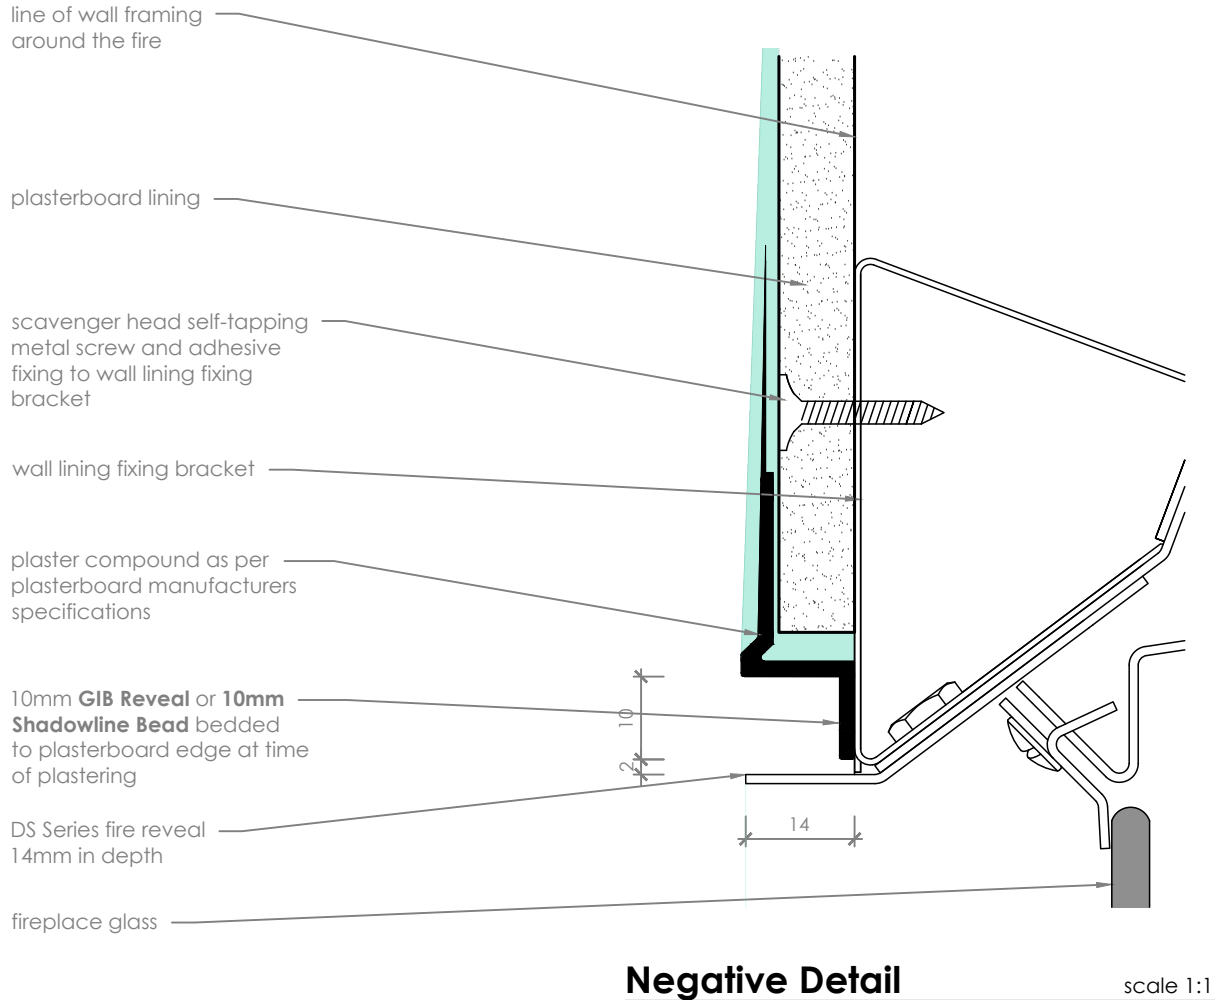 line of wall framing
around the fire
plasterboard lining
scavenger head self-tapping
metal screw and adhesive
fixing to wall lining fixing
bracket
wall lining fixing bracket
plaster compound as per
plasterboard manufacturers
specifications
10mm GIB Reveal or 10mm
Shadowline Bead bedded
to plasterboard edge at time
of plastering
10
2
DS Series fire reveal
14mm in depth
14
fireplace glass
Negative Detail
scale 1:1